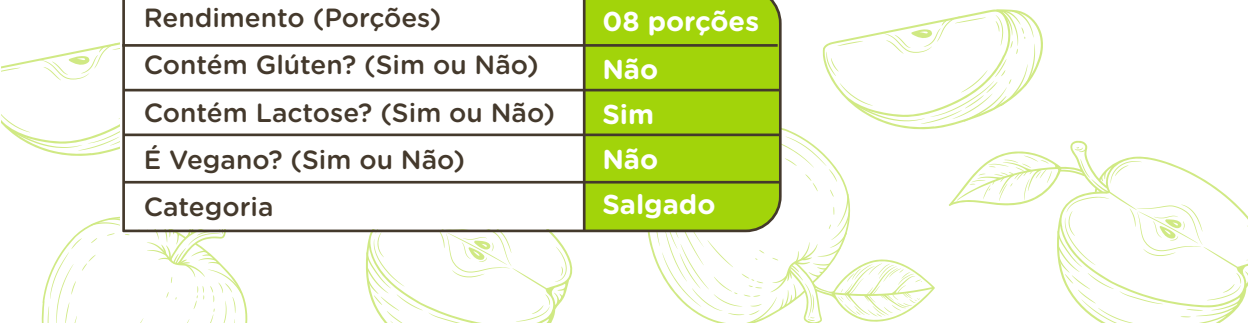 Rendimento (Porções) 08 porções
Contém Glúten? (Sim ou Não) Não
Contém Lactose? (Sim ou Não) Sim
É Vegano? (Sim ou Não) Não
Categoria Salgado